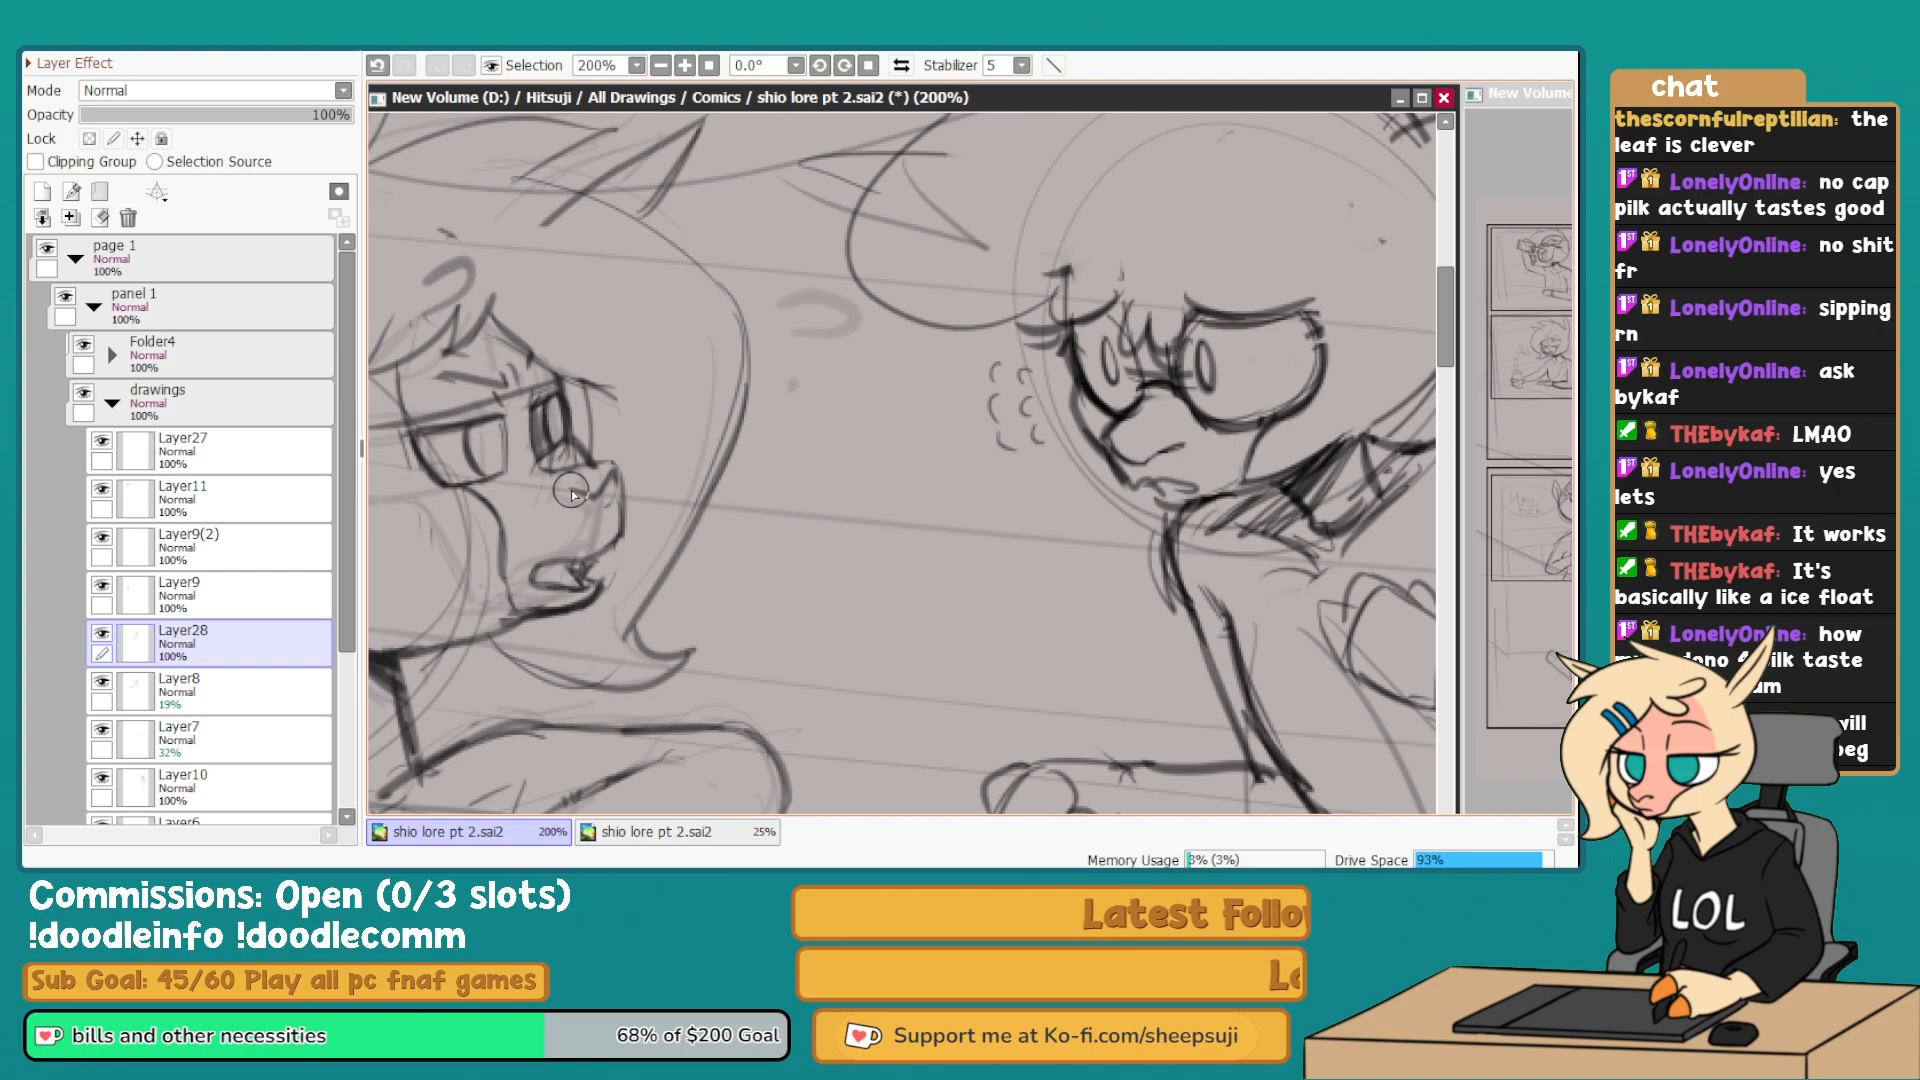 Layer Effect
Mode Normal
Opacity 100%
Lock
Clipping Group Selection Source
page 1
Normal
100%
panel 1
Normal
100%
Folder4
Normal
100%
drawings
Normal
100%
Layer27
Normal
100%
Layer11
Normal
100%
Layer9(2)
Normal
100%
Layer9
Normal
100%
Layer28
Normal
100%
Layer8
Normal
19%
Layer7
Normal
32%
Layer10
Normal
100%
Layer6
Selection 200% 0.0° Stabilizer 5
New Volume (D:) / Hitsuji / All Drawings / Comics / shio lore pt 2.sai2 (*) (200%)
New Volume
shio lore pt 2.sai2 200%
shio lore pt 2.sai2 25%
Memory Usage 3% (3%) Drive Space 93%
chat
thescornfulreptilian: the
leaf is clever
LonelyOnline: no cap
pilk actually tastes good
LonelyOnline: no shit
fr
LonelyOnline: sipping
rn
LonelyOnline: ask
bykaf
THEbykaf: LMAO
LonelyOnline: yes
lets
THEbykaf: It works
THEbykaf: It's
basically like a ice float
LonelyOnline: how
taste
Commissions: Open (0/3 slots)
!doodleinfo !doodlecomm
Sub Goal: 45/60 Play all pc fnaf games
bills and other necessities 68% of $200 Goal
Latest Follo
Support me at Ko-fi.com/sheepsuji
LOL